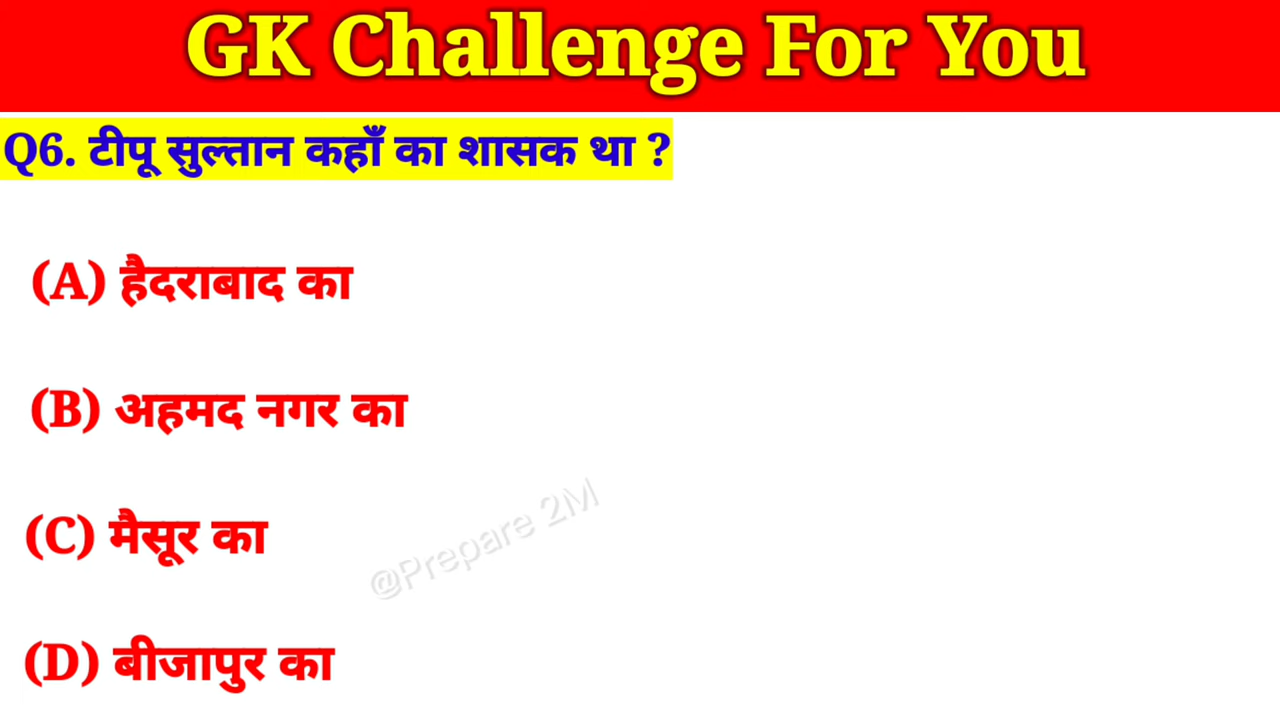 GK Challenge For You
Q6. टीपू सुल्तान कहाँ का शासक था ?
(A) हैदराबाद का
(B) अहमद नगर का
(C) मैसूर का
@Prepare 2M
(D) बीजापुर का